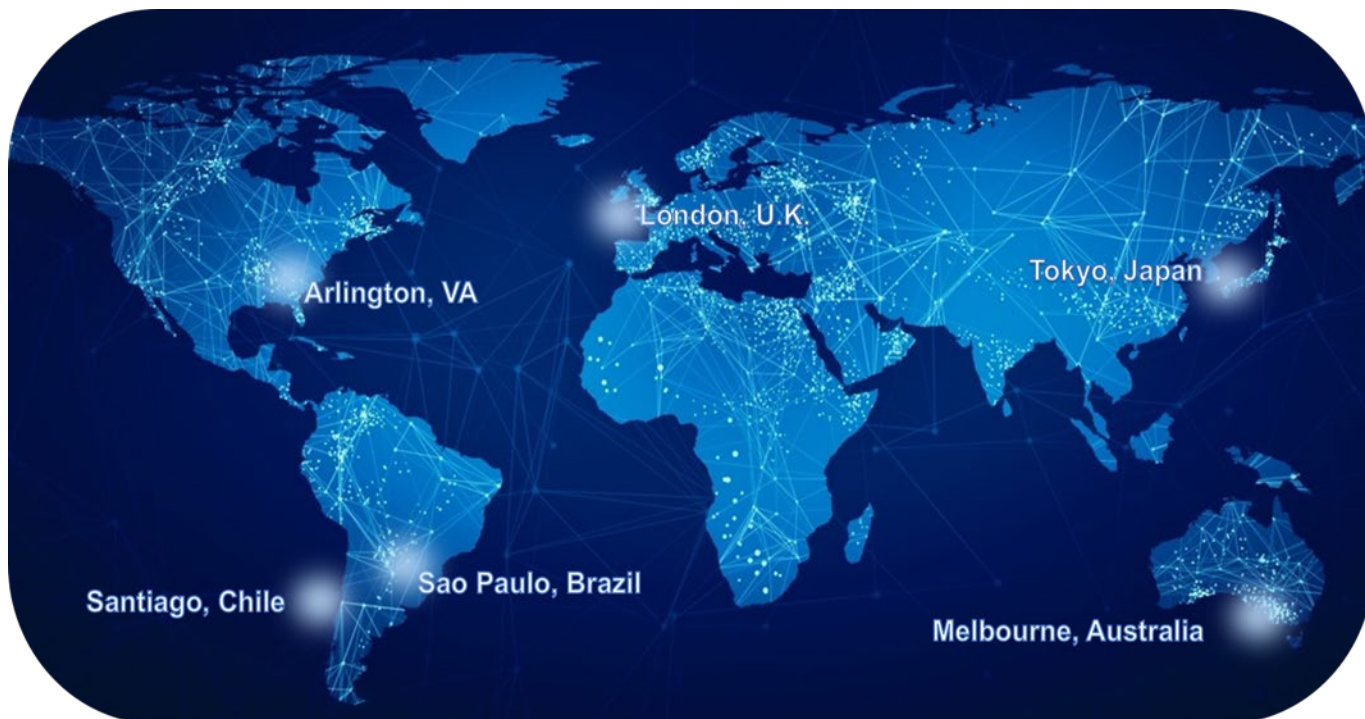 London, U.K.
Tokyo, Japan
Arlington, VA
Sao Paulo, Brazil
Santiago, Chile
Melbourne, Australia